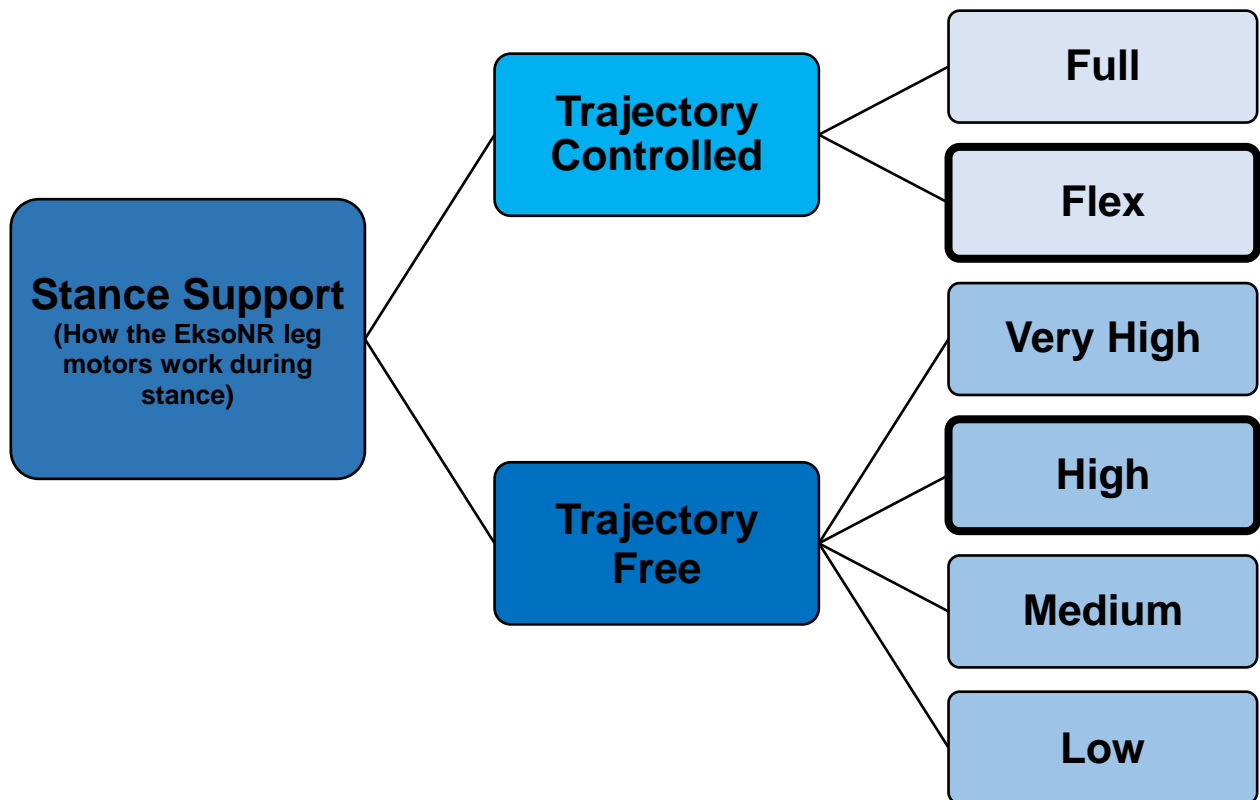 Stance Support
(How the EksoNR leg
motors work during
stance)
Trajectory
Controlled
Trajectory
Free
Full
Flex
Very High
High
Medium
Low